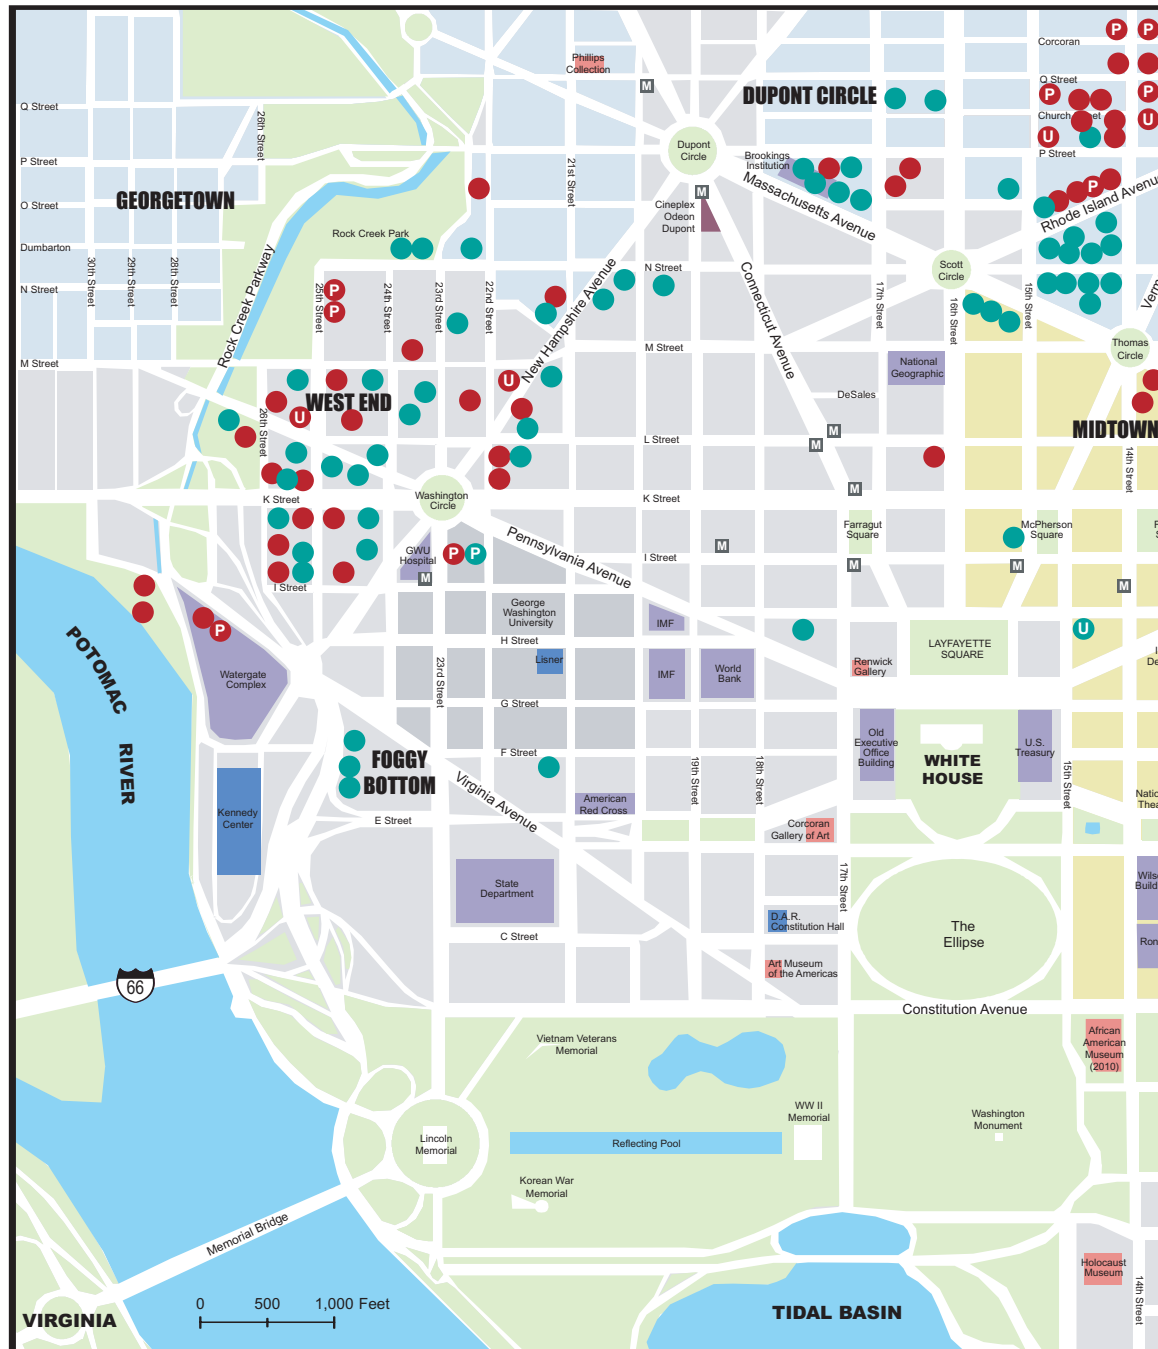 Corcoran
P
P
Phillips
Collection
M
Q Street
P
P
DUPONT CIRCLE
Q Street
Church
U
U
26th Street
P Street
Dupont
Circle
Brookings
Institution
P Street
21st Street
P
GEORGETOWN
O Street
M
Massachusetts Avenue
Rhode Island Avenue
Cineplex
Odeon
Dupont
Rock Creek Park
Dumbarton
Rock Creek Parkway
30th Street
29th Street
28th Street
N Street
25th Street
24th Street
23rd Street
22nd Street
New Hampshire Avenue
N Street
Connecticut Avenue
17th Street
Scott
Circle
16th Street
15th Street
Verm
P
P
M Street
M Street
Thomas
Circle
National
Geographic
U
DeSales
WEST END
U
26th Street
M
M
L Street
MIDTOWN
14th Street
K Street
Washington
Circle
K Street
M
Farragut
Square
McPherson
Square
Pennsylvania Avenue
GWU
Hospital
P
P
M
I Street
M
M
M
M
I Street
George
Washington
University
IMF
P
H Street
U
LAYFAYETTE
SQUARE
POTOMAC
RIVER
Watergate
Complex
23rd Street
Lisner
IMF
World
Bank
Renwick
Gallery
G Street
Old
Executive
Office
Building
WHITE
HOUSE
U.S.
Treasury
FOGGY
BOTTOM
F Street
Virginia Avenue
19th Street
18th Street
15th Street
American
Red Cross
Kennedy
Center
E Street
Corcoran
Gallery of Art
17th Street
State
Department
D.A.R.
Constitution Hall
The
Ellipse
C Street
Art Museum
of the Americas
66
Constitution Avenue
Vietnam Veterans
Memorial
African
American
Museum
(2010)
WW II
Memorial
Washington
Monument
Lincoln
Memorial
Reflecting Pool
Korean War
Memorial
Memorial Bridge
Holocaust
Museum
14th Street
0 500 1,000 Feet
VIRGINIA
TIDAL BASIN